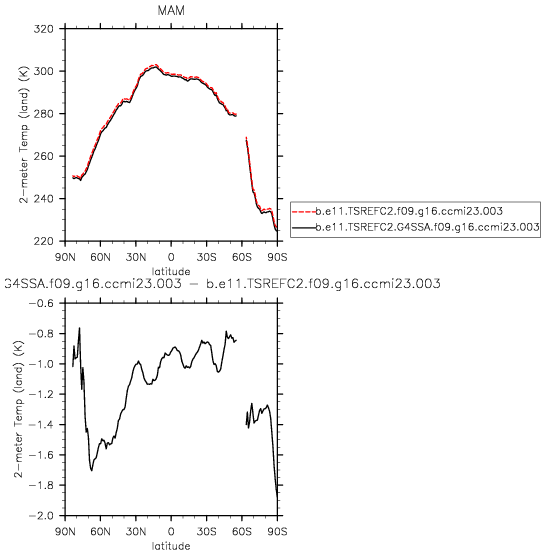 MAM
320
300
280
260
240
220
2-meter Temp (land) (K)
90N 60N 30N 0 30S 60S 90S
latitude
b.e11.TSREFC2.f09.g16.ccmi23.003
b.e11.TSREFC2.G4SSA.f09.g16.ccmi23.003
G4SSA.f09.g16.ccmi23.003 - b.e11.TSREFC2.f09.g16.ccmi23.003
-0.6
-0.8
-1.0
-1.2
-1.4
-1.6
-1.8
-2.0
2-meter Temp (land) (K)
90N 60N 30N 0 30S 60S 90S
latitude